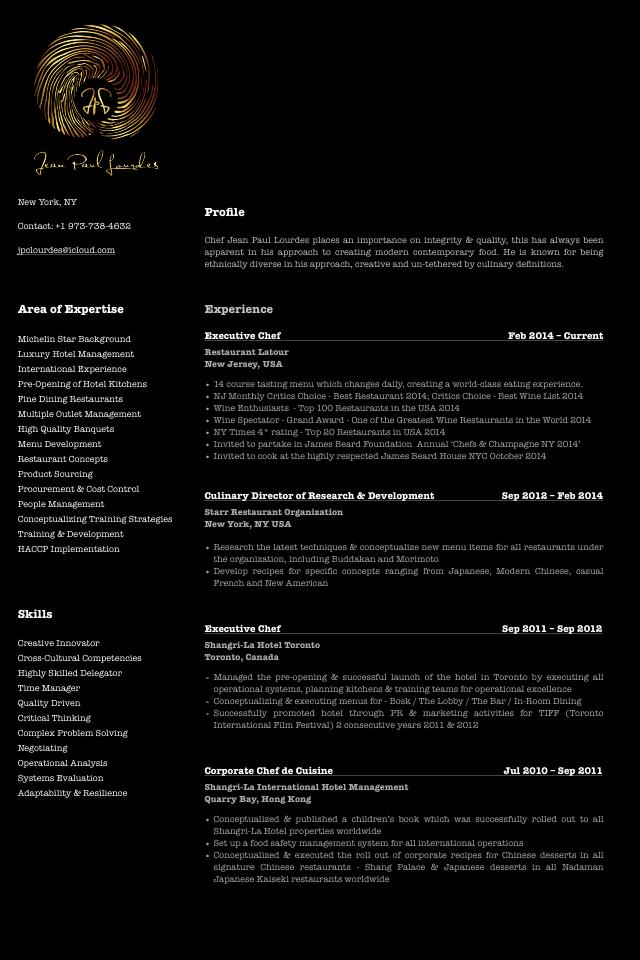 Jean Paul Lourdes
New York, NY
Contact: +1 973-738-4632
jpclourdes@icloud.com
Area of Expertise
Michelin Star Background
Luxury Hotel Management
International Experience
Pre-Opening of Hotel Kitchens
Fine Dining Restaurants
Multiple Outlet Management
High Quality Banquets
Menu Development
Restaurant Concepts
Product Sourcing
Procurement & Cost Control
People Management
Conceptualizing Training Strategies
Training & Development
HACCP Implementation
Skills
Creative Innovator
Cross-Cultural Competencies
Highly Skilled Delegator
Time Manager
Quality Driven
Critical Thinking
Complex Problem Solving
Negotiating
Operational Analysis
Systems Evaluation
Adaptability & Resilience
Profile
Chef Jean Paul Lourdes places an importance on integrity & quality, this has always been
apparent in his approach to creating modern contemporary food. He is known for being
ethnically diverse in his approach, creative and un-tethered by culinary definitions.
Experience
Executive Chef Feb 2014 – Current
Restaurant Latour
New Jersey, USA
• 14 course tasting menu which changes daily, creating a world-class eating experience.
• NJ Monthly Critics Choice - Best Restaurant 2014; Critics Choice - Best Wine List 2014
• Wine Enthusiasts - Top 100 Restaurants in the USA 2014
• Wine Spectator - Grand Award - One of the Greatest Wine Restaurants in the World 2014
• NY Times 4* rating - Top 20 Restaurants in USA 2014
• Invited to partake in James Beard Foundation Annual ‘Chefs & Champagne NY 2014’
• Invited to cook at the highly respected James Beard House NYC October 2014
Culinary Director of Research & Development Sep 2012 – Feb 2014
Starr Restaurant Organization
New York, NY USA
• Research the latest techniques & conceptualize new menu items for all restaurants under
the organization, including Buddakan and Morimoto
• Develop recipes for specific concepts ranging from Japanese, Modern Chinese, casual
French and New American
Executive Chef Sep 2011 – Sep 2012
Shangri-La Hotel Toronto
Toronto, Canada
• Managed the pre-opening & successful launch of the hotel in Toronto by executing all
operational systems, planning kitchens & training teams for operational excellence
• Conceptualizing & executing menus for - Bosk / The Lobby / The Bar / In-Room Dining
• Successfully promoted hotel through PR & marketing activities for TIFF (Toronto
International Film Festival) 2 consecutive years 2011 & 2012
Corporate Chef de Cuisine Jul 2010 – Sep 2011
Shangri-La International Hotel Management
Quarry Bay, Hong Kong
• Conceptualized & published a children’s book which was successfully rolled out to all
Shangri-La Hotel properties worldwide
• Set up a food safety management system for all international operations
• Conceptualized & executed the roll out of corporate recipes for Chinese desserts in all
signature Chinese restaurants - Shang Palace & Japanese desserts in all Nadaman
Japanese Kaiseki restaurants worldwide